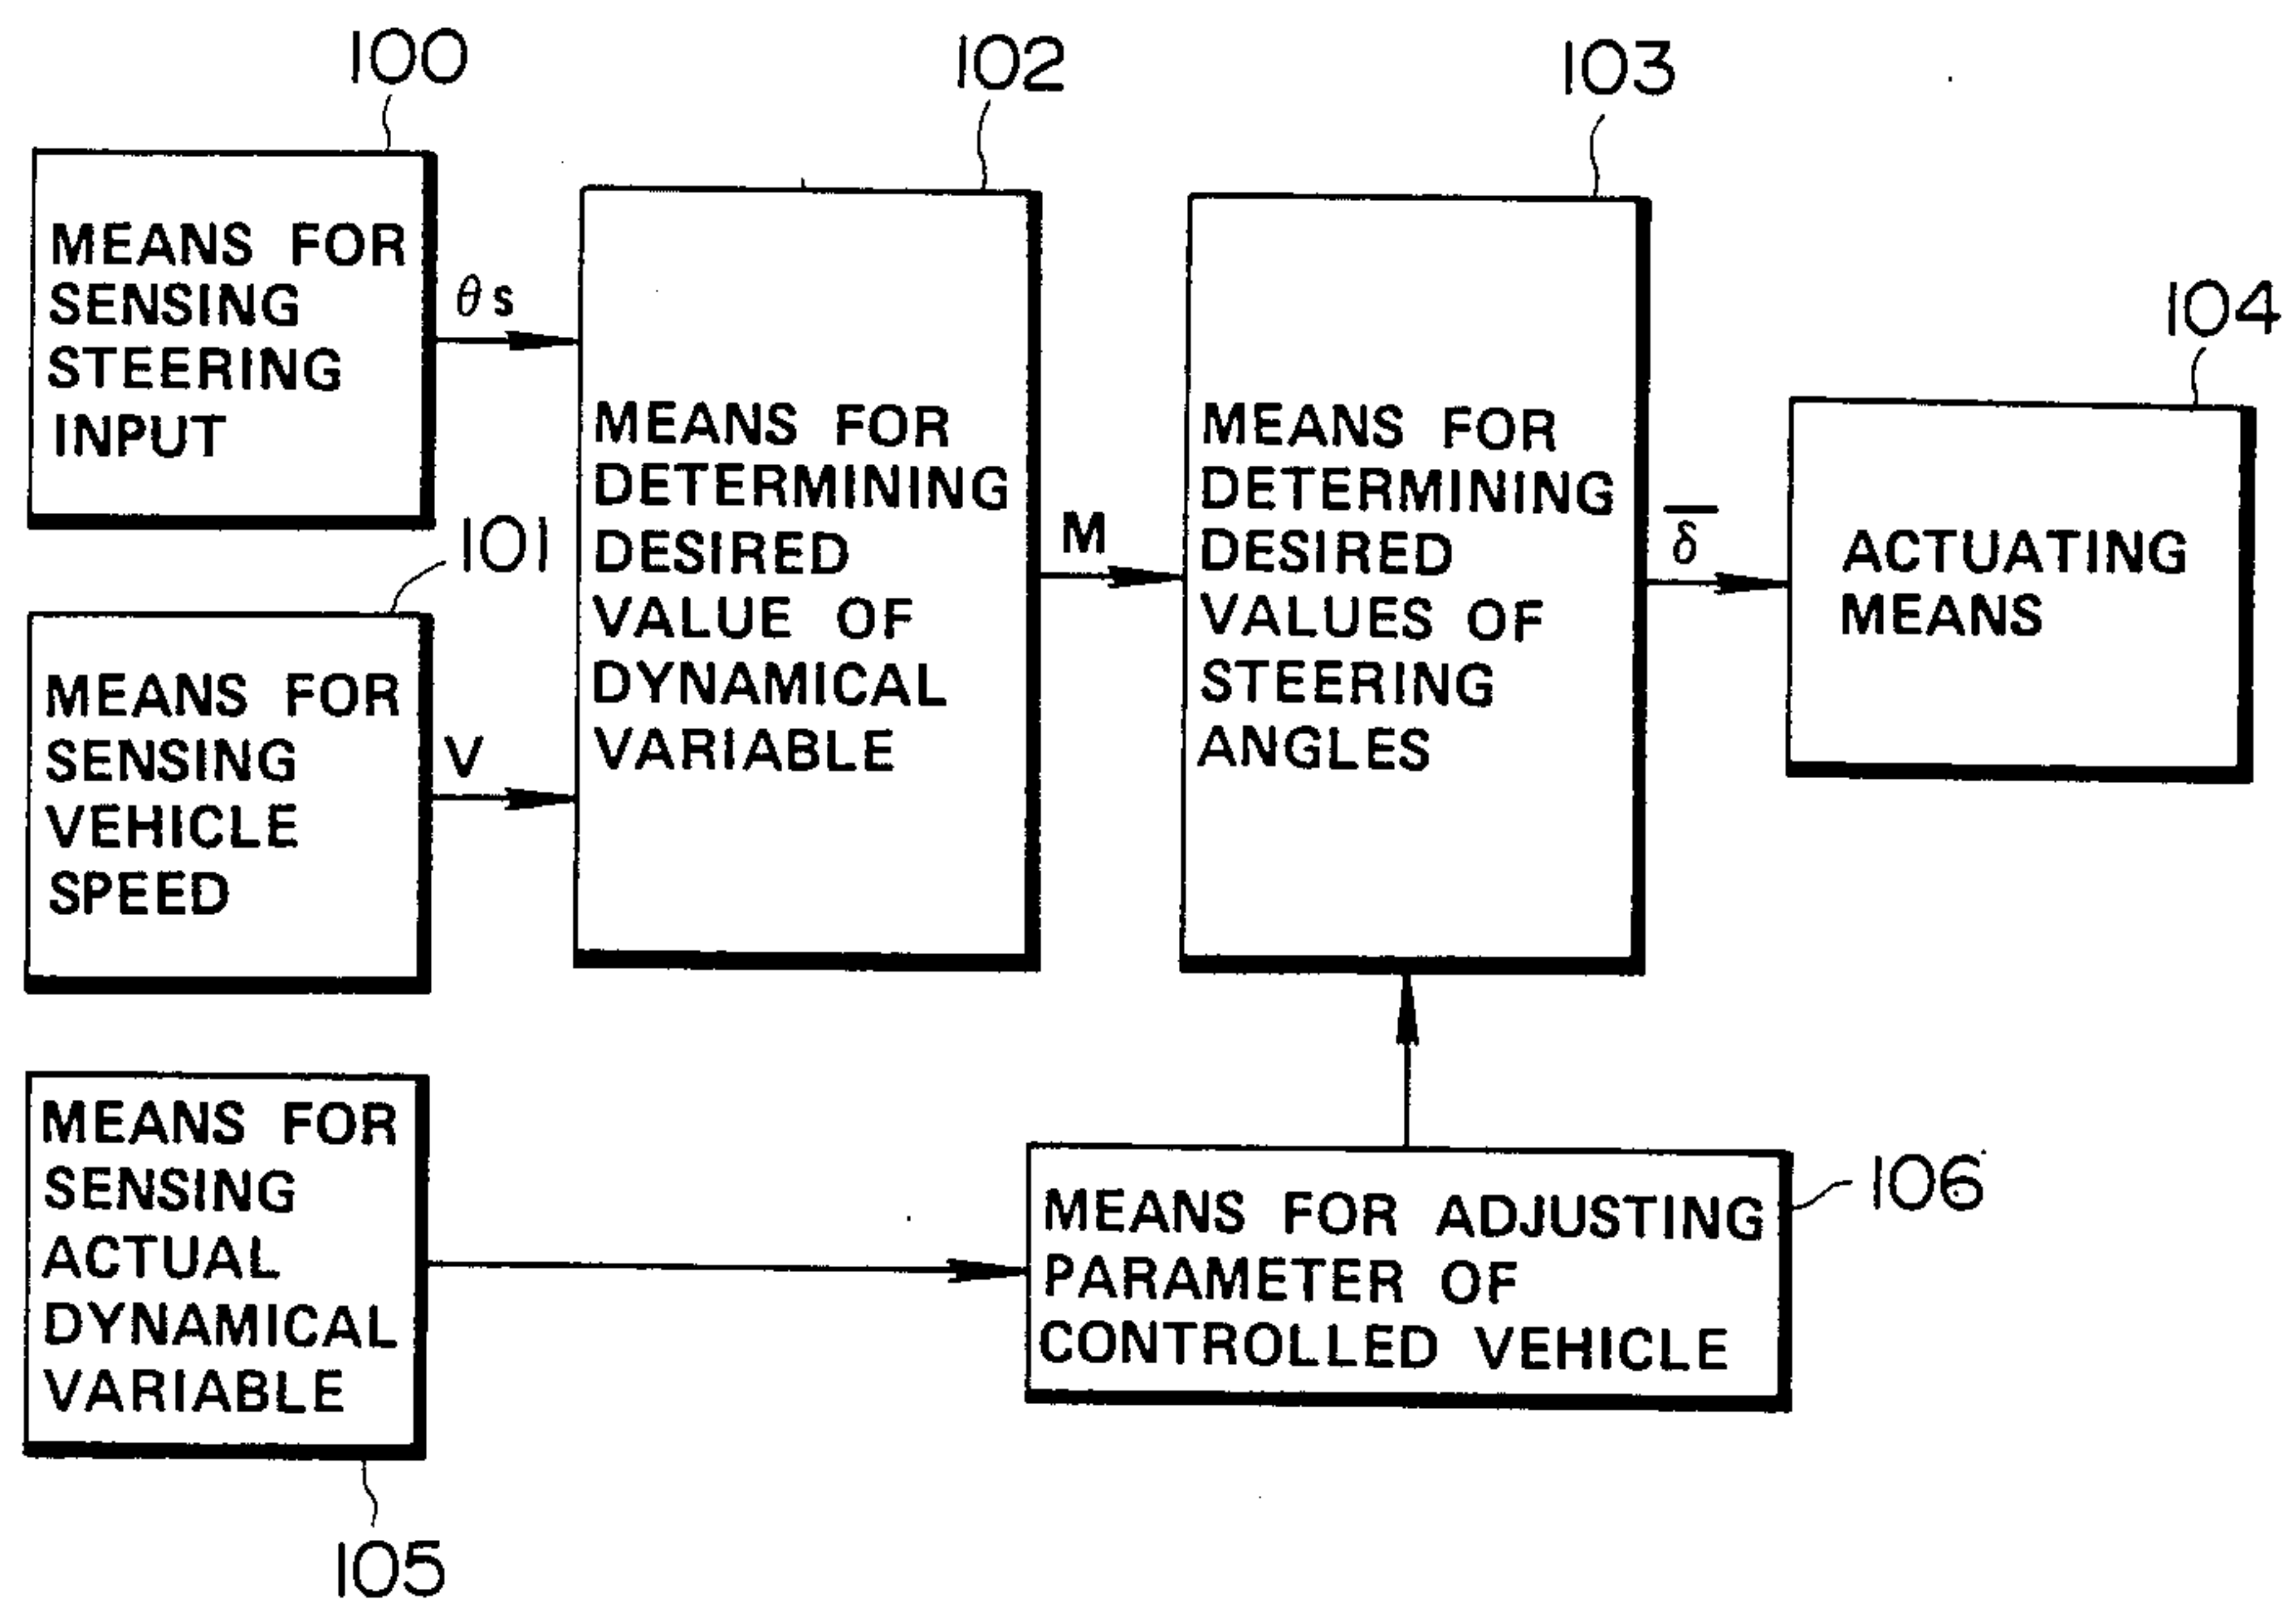 100
MEANS FOR
SENSING
STEERING
INPUT
θs
101
MEANS FOR
SENSING
VEHICLE
SPEED
V
102
MEANS FOR
DETERMINING
DESIRED
VALUE OF
DYNAMICAL
VARIABLE
M
103
MEANS FOR
DETERMINING
DESIRED
VALUES OF
STEERING
ANGLES
δ̅
104
ACTUATING
MEANS
MEANS FOR
SENSING
ACTUAL
DYNAMICAL
VARIABLE
105
MEANS FOR ADJUSTING
PARAMETER OF
CONTROLLED VEHICLE
106